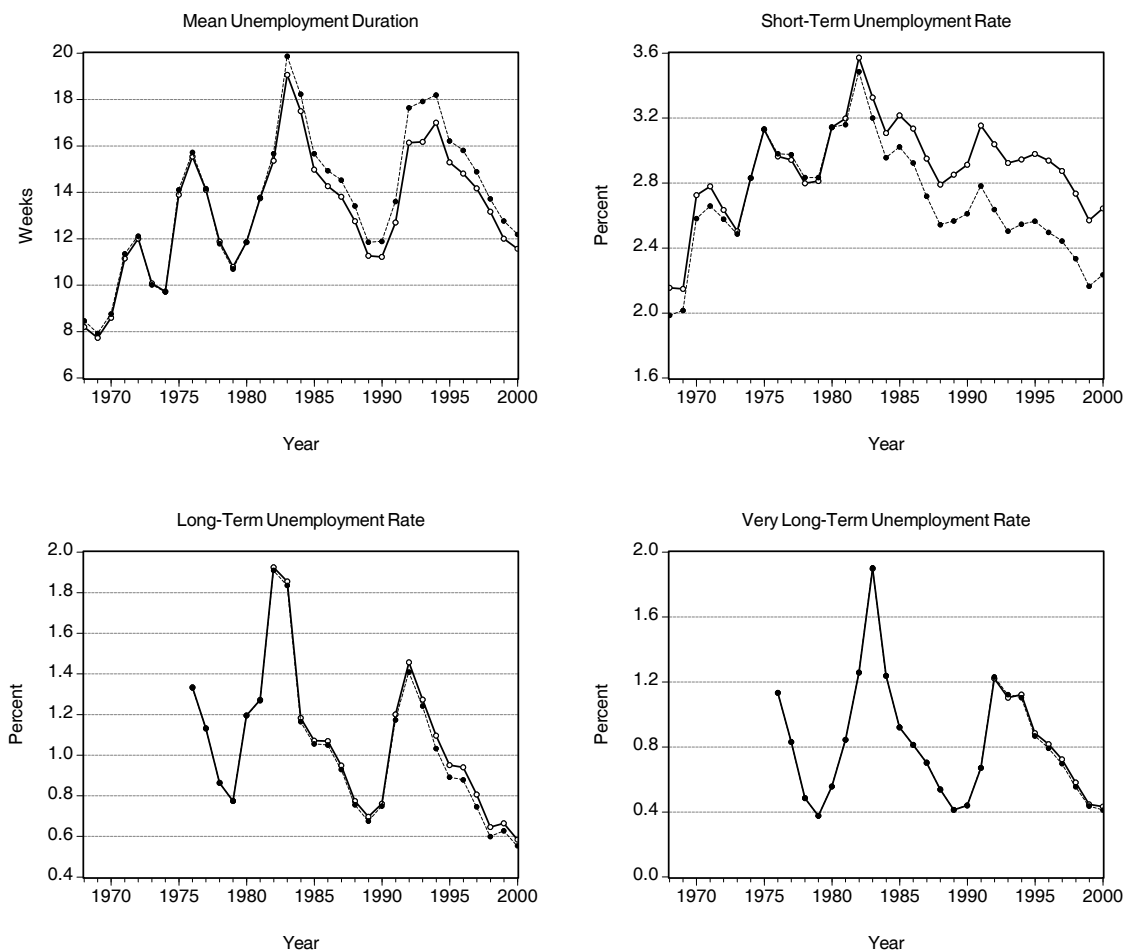 Mean Unemployment Duration
20
18
16
14
12
10
8
6
Weeks
1970 1975 1980 1985 1990 1995 2000
Year
Short-Term Unemployment Rate
3.6
3.2
2.8
2.4
2.0
1.6
Percent
1970 1975 1980 1985 1990 1995 2000
Year
Long-Term Unemployment Rate
2.0
1.8
1.6
1.4
1.2
1.0
0.8
0.6
0.4
Percent
1970 1975 1980 1985 1990 1995 2000
Year
Very Long-Term Unemployment Rate
2.0
1.6
1.2
0.8
0.4
0.0
Percent
1970 1975 1980 1985 1990 1995 2000
Year